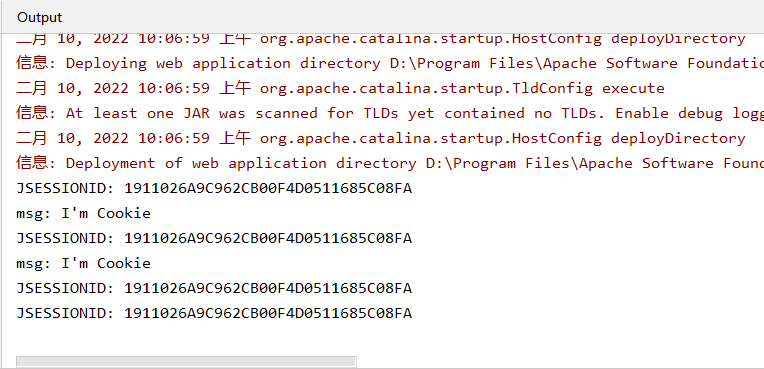 Output
二月 10, 2022 10:06:59 上午 org.apache.catalina.startup.HostConfig deployDirectory
信息: Deploying web application directory D:\Program Files\Apache Software Foundatio
二月 10, 2022 10:06:59 上午 org.apache.catalina.startup.TldConfig execute
信息: At least one JAR was scanned for TLDs yet contained no TLDs. Enable debug logg
二月 10, 2022 10:06:59 上午 org.apache.catalina.startup.HostConfig deployDirectory
信息: Deployment of web application directory D:\Program Files\Apache Software Found
JSESSIONID: 1911026A9C962CB00F4D0511685C08FA
msg: I'm Cookie
JSESSIONID: 1911026A9C962CB00F4D0511685C08FA
msg: I'm Cookie
JSESSIONID: 1911026A9C962CB00F4D0511685C08FA
JSESSIONID: 1911026A9C962CB00F4D0511685C08FA